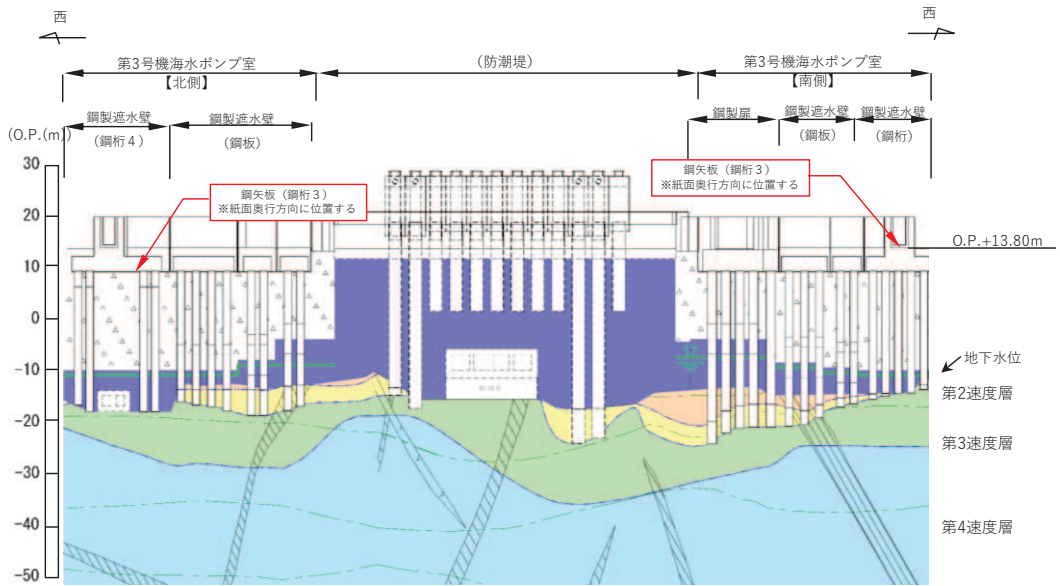 西
西
第3号機海水ポンプ室
【北側】
(防潮堤)
第3号機海水ポンプ室
【南側】
鋼製遮水壁
(鋼桁4)
鋼製遮水壁
(鋼板)
鋼製扉
鋼製遮水壁
(鋼板)
鋼製遮水壁
(鋼桁)
(O.P.(m))
30
20
10
0
-10
-20
-30
-40
-50
鋼矢板(鋼桁3)
※紙面奥行方向に位置する
鋼矢板(鋼桁3)
※紙面奥行方向に位置する
O.P.+13.80m
地下水位
第2速度層
第3速度層
第4速度層